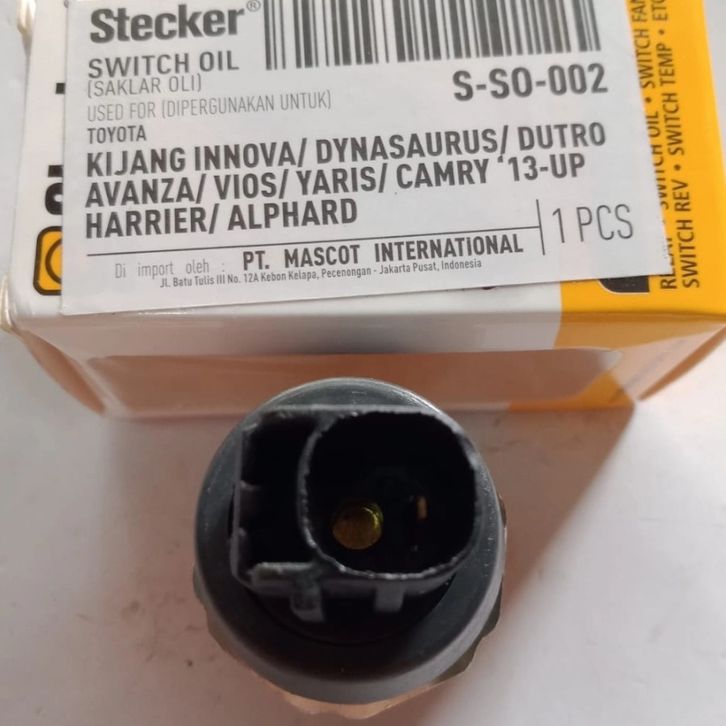 Stecker®
SWITCH OIL
(SAKLAR OLI)
S-SO-002
USED FOR (DIPERGUNAKAN UNTUK)
TOYOTA
KIJANG INNOVA/ DYNASAURUS/ DUTRO
AVANZA/ VIOS/ YARIS/ CAMRY '13-UP
HARRIER/ ALPHARD
1 PCS
Di import oleh : PT. MASCOT INTERNATIONAL
Jl. Batu Tulis III No. 12A Kebon Kelapa, Pecenongan - Jakarta Pusat, Indonesia
SWITCH OIL • SWITCH FAN
SWITCH REV • SWITCH TEMP • ETC